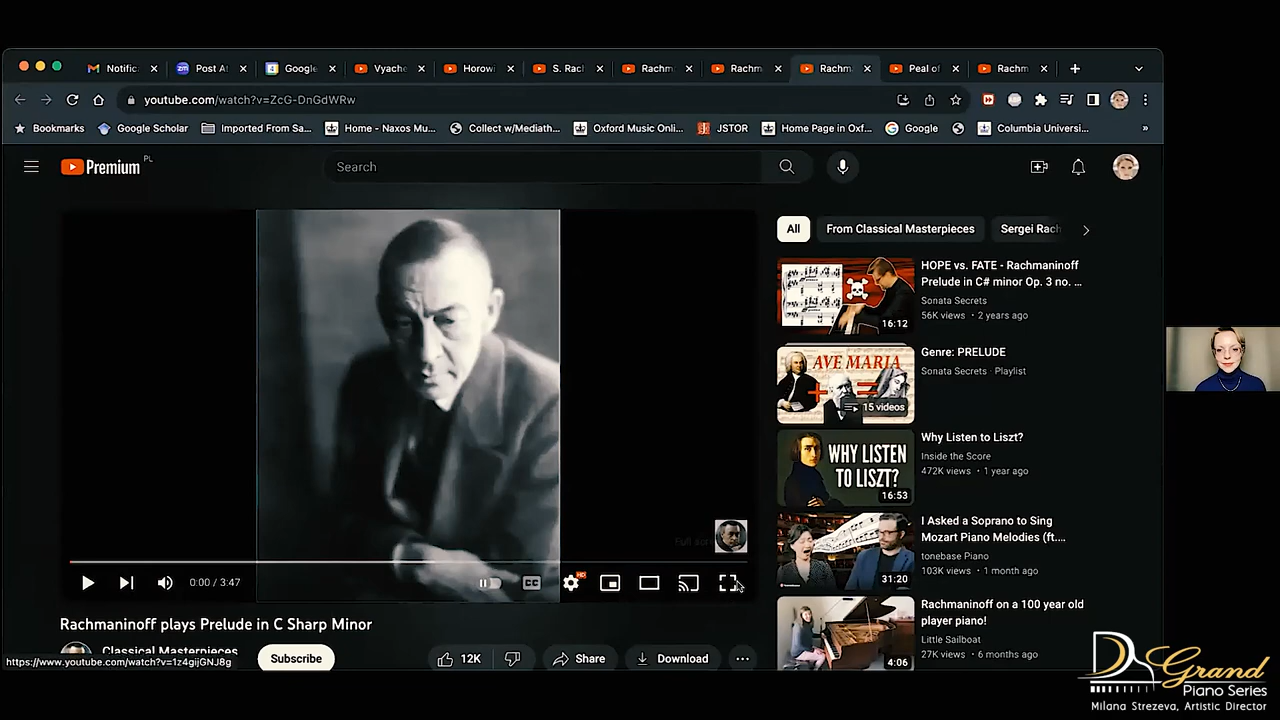 Notific
Post At
Google
Vyache
Horowi
S. Racl
Rachm
Rachm
Rachm
Peal of
Rachm
youtube.com/watch?v=ZcG-DnGdWRw
Bookmarks
Google Scholar
Imported From Sa...
Home - Naxos Mu...
Collect w/Mediath...
Oxford Music Onli...
JSTOR
Home Page in Oxf...
Google
Columbia Universi...
»
Premium PL
Search
All
From Classical Masterpieces
Sergei Rach
HOPE vs. FATE - Rachmaninoff
Prelude in C# minor Op. 3 no. ...
Sonata Secrets
56K views • 2 years ago
16:12
AVE MARIA
15 videos
Genre: PRELUDE
Sonata Secrets · Playlist
WHY LISTEN
TO LISZT?
16:53
Why Listen to Liszt?
Inside the Score
472K views • 1 year ago
31:20
I Asked a Soprano to Sing
Mozart Piano Melodies (ft....
tonebase Piano
103K views • 1 month ago
4:06
Rachmaninoff on a 100 year old
player piano!
Little Sailboat
27K views • 6 months ago
0:00 / 3:47
CC
HD
Rachmaninoff plays Prelude in C Sharp Minor
Classical Masterpieces
Subscribe
12K
Share
Download
https://www.youtube.com/watch?v=1z4gijGNJ8g
Grand
Piano Series
Milana Strezeva, Artistic Director